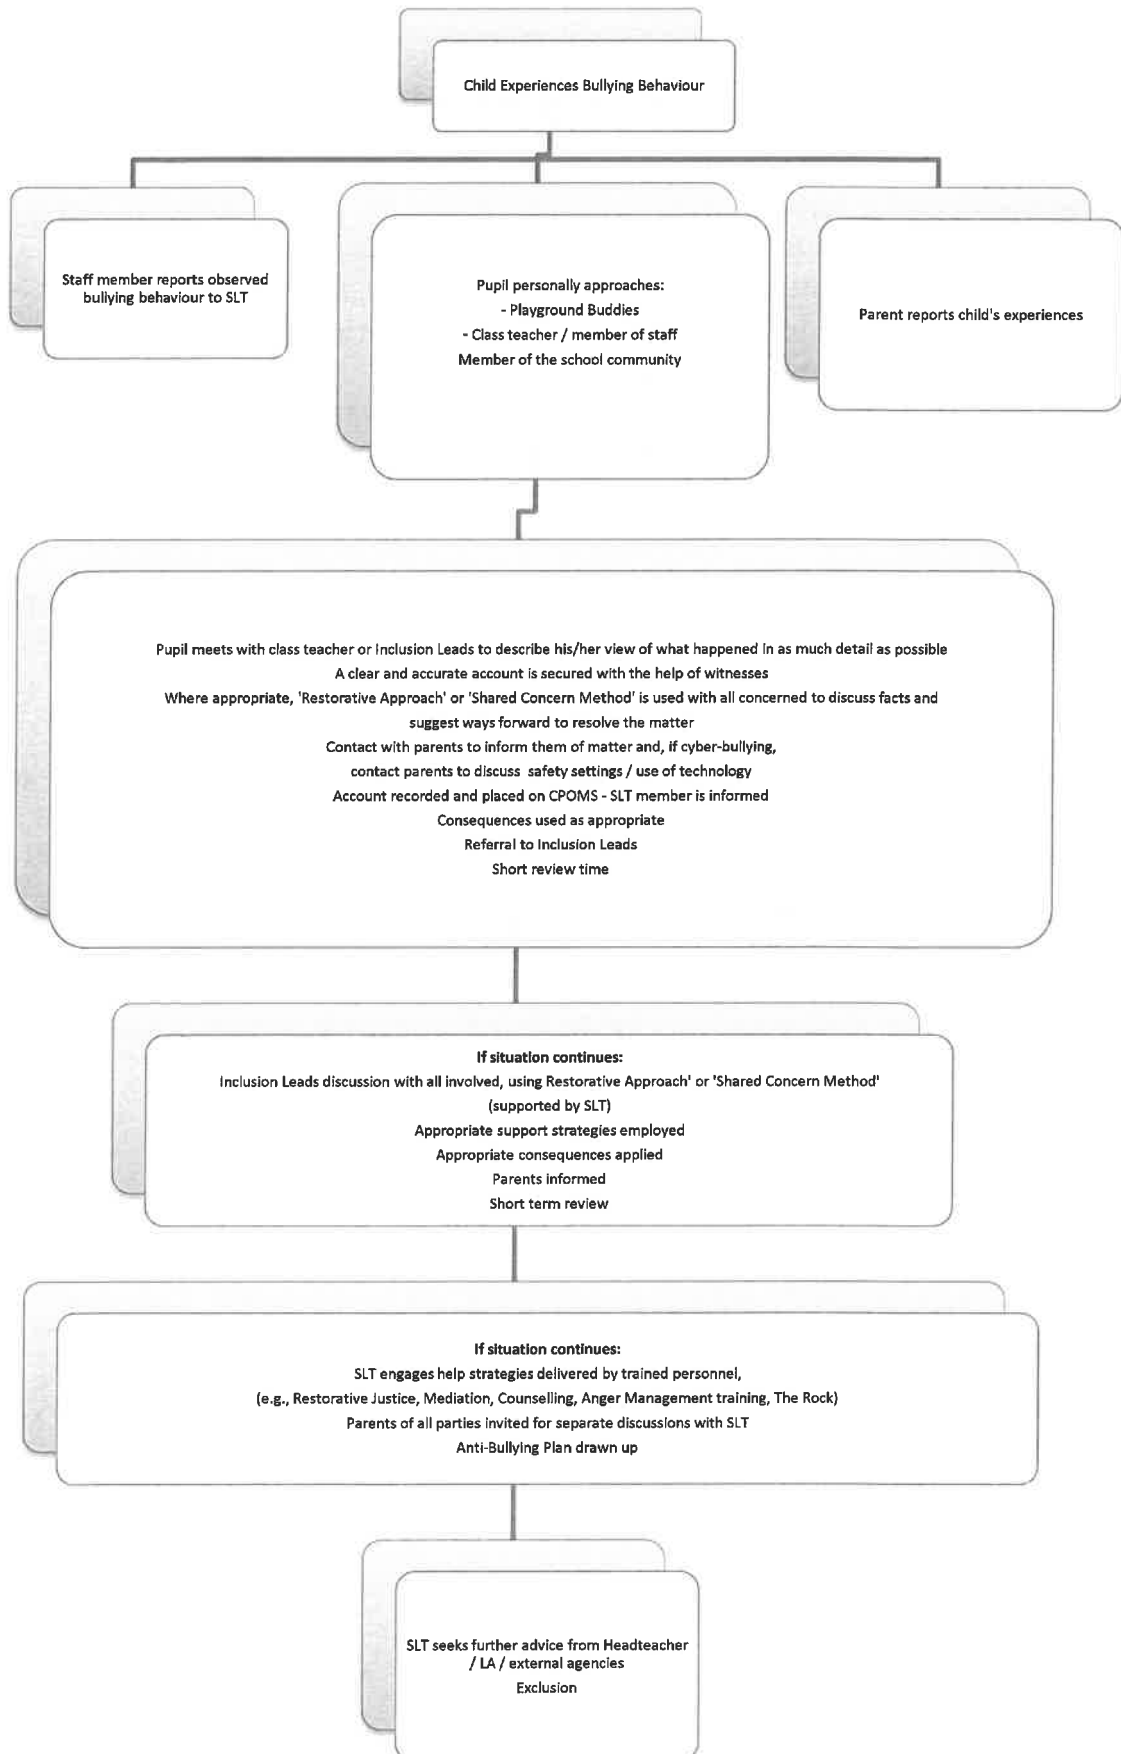 Child Experiences Bullying Behaviour
Staff member reports observed
bullying behaviour to SLT
Pupil personally approaches:
- Playground Buddies
- Class teacher / member of staff
Member of the school community
Parent reports child's experiences
Pupil meets with class teacher or Inclusion Leads to describe his/her view of what happened in as much detail as possible
A clear and accurate account is secured with the help of witnesses
Where appropriate, 'Restorative Approach' or 'Shared Concern Method' is used with all concerned to discuss facts and
suggest ways forward to resolve the matter
Contact with parents to inform them of matter and, if cyber-bullying,
contact parents to discuss safety settings / use of technology
Account recorded and placed on CPOMS - SLT member is informed
Consequences used as appropriate
Referral to Inclusion Leads
Short review time
If situation continues:
Inclusion Leads discussion with all involved, using Restorative Approach' or 'Shared Concern Method'
(supported by SLT)
Appropriate support strategies employed
Appropriate consequences applied
Parents informed
Short term review
If situation continues:
SLT engages help strategies delivered by trained personnel,
(e.g., Restorative Justice, Mediation, Counselling, Anger Management training, The Rock)
Parents of all parties invited for separate discussions with SLT
Anti-Bullying Plan drawn up
SLT seeks further advice from Headteacher
/ LA / external agencies
Exclusion